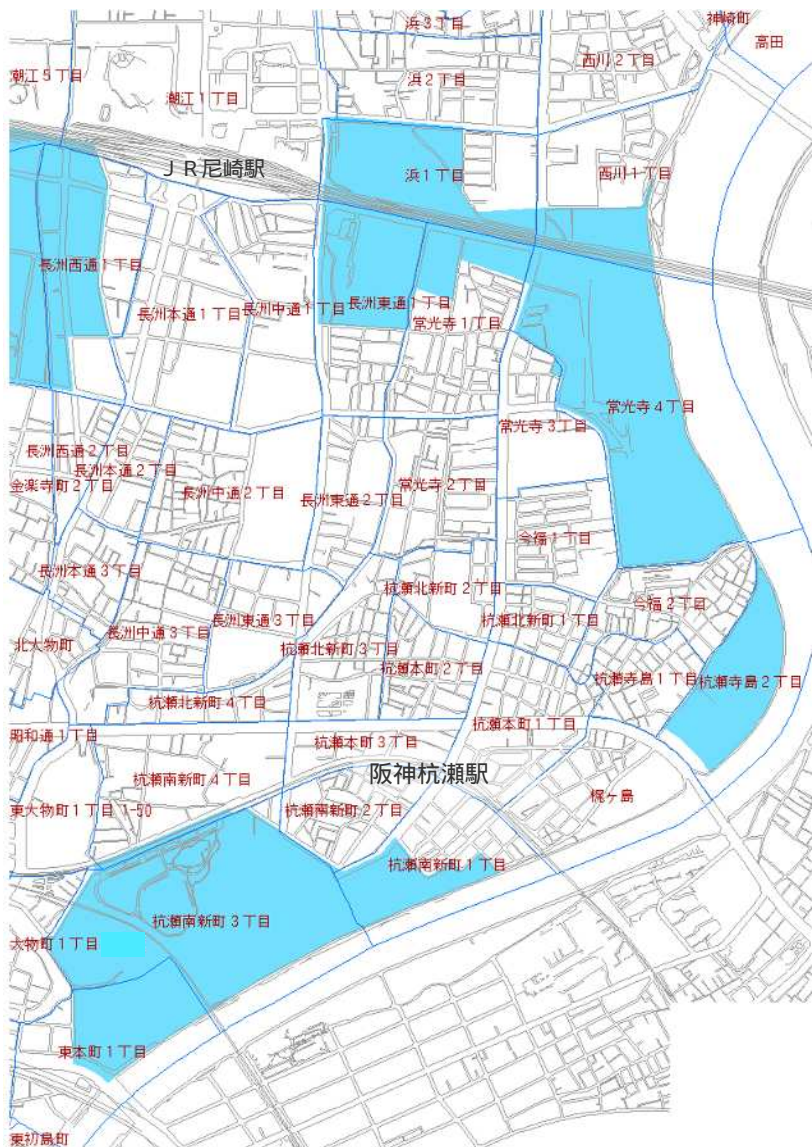 神崎町
浜３丁目
高田
西川２丁目
潮江５丁目
浜２丁目
潮江１丁目
ＪＲ尼崎駅
浜１丁目
西川１丁目
長洲西通１丁目
長洲東通１丁目
長洲中通１丁目
長洲本通１丁目
常光寺１丁目
常光寺４丁目
常光寺３丁目
長洲西通２丁目
長洲本通２丁目
金楽寺町２丁目
長洲中通２丁目
常光寺２丁目
長洲東通２丁目
今福１丁目
長洲本通３丁目
杭瀬北新町２丁目
今福２丁目
長洲東通３丁目
杭瀬北新町１丁目
長洲中通３丁目
北大物町
杭瀬北新町３丁目
杭瀬本町２丁目
杭瀬寺島１丁目
杭瀬寺島２丁目
杭瀬北新町４丁目
杭瀬本町１丁目
昭和通１丁目
杭瀬本町３丁目
阪神杭瀬駅
杭瀬南新町４丁目
梶ヶ島
東大物町１丁目 1-50
杭瀬南新町２丁目
杭瀬南新町１丁目
杭瀬南新町３丁目
大物町１丁目
東本町１丁目
東初島町